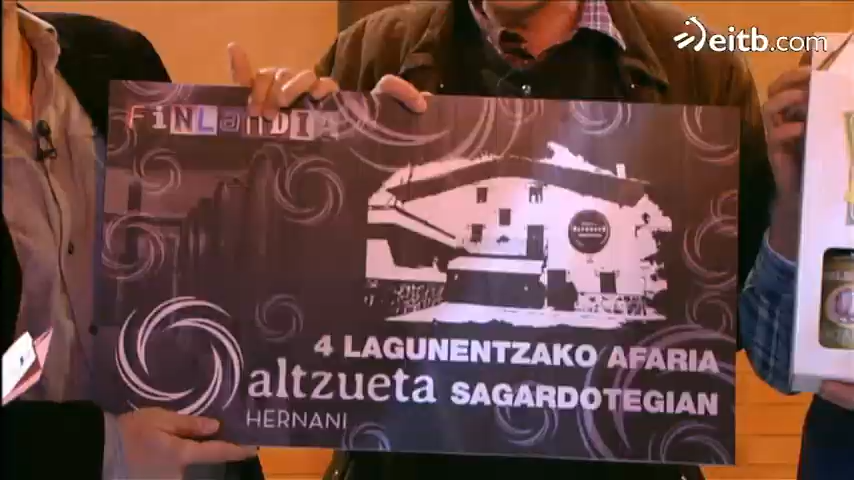 eitb.com
FiNLanDIA
4 LAGUNENTZAKO AFARIA
altzueta SAGARDOTEGIAN
HERNANI